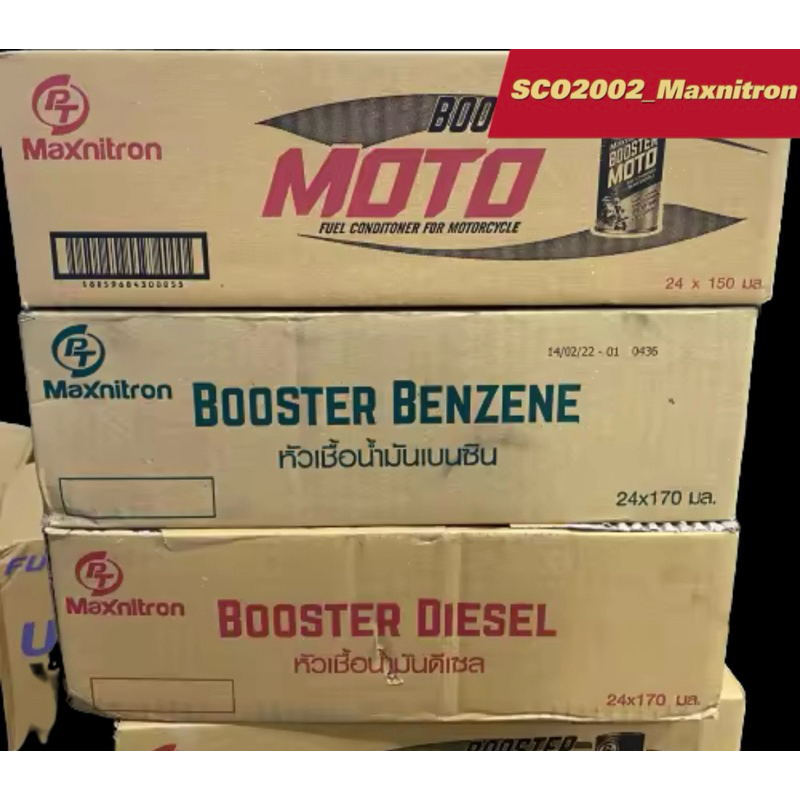 SCO2002_Maxnitron
PT
Maxnitron
BOO
BOOSTER
MOTO
MOTO
FUEL CONDITONER FOR MOTORCYCLE
24 x 150 มล.
PT
Maxnitron
14/02/22 - 01 0436
BOOSTER BENZENE
หัวเชื้อน้ำมันเบนซิน
24x170 มล.
PT
Maxnitron
FU
U
BOOSTER DIESEL
หัวเชื้อน้ำมันดีเซล
24x170 มล.
BOOSTER